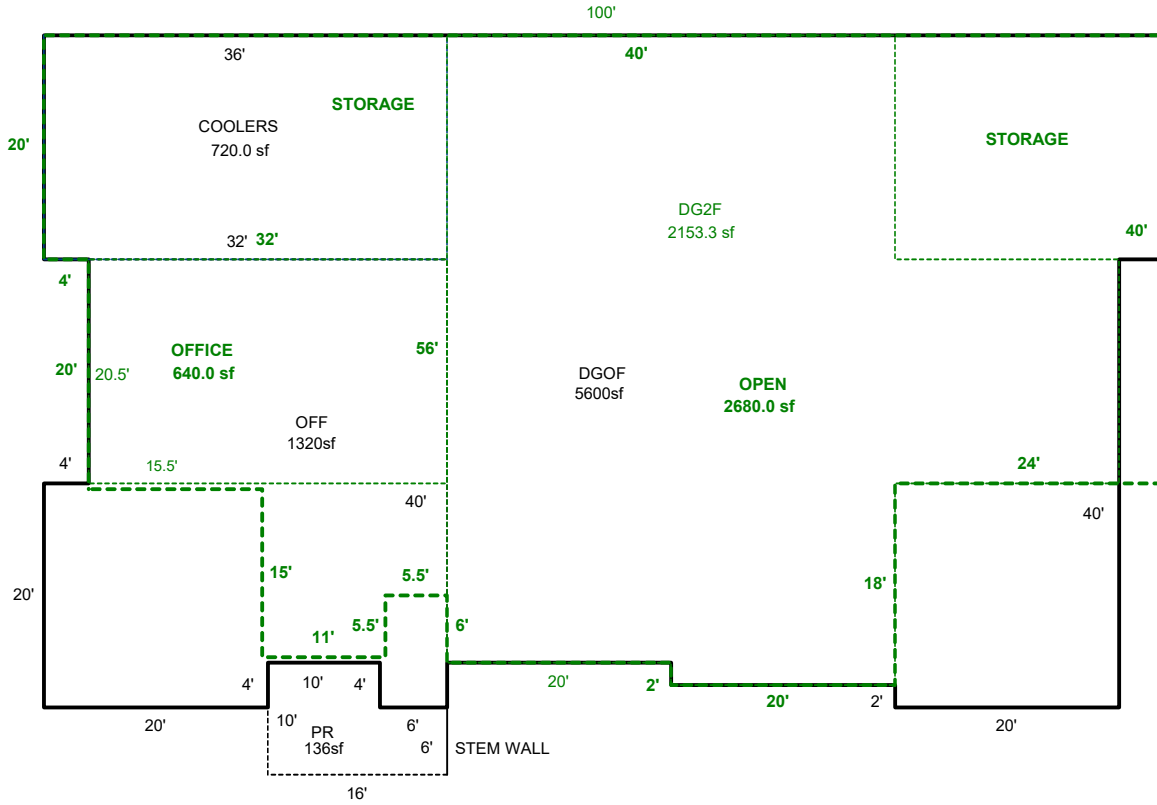 100'
36'
40'
STORAGE
COOLERS
720.0 sf
20'
STORAGE
DG2F
2153.3 sf
40'
32' 32'
4'
OFFICE
640.0 sf
56'
20'
20.5'
DGOF
5600sf
OPEN
2680.0 sf
OFF
1320sf
4'
15.5'
24'
40'
40'
20'
15'
5.5'
18'
5.5'
6'
11'
4'
10'
4'
20'
2'
20'
2'
20'
10'
PR
136sf
6'
6'
STEM WALL
20'
16'